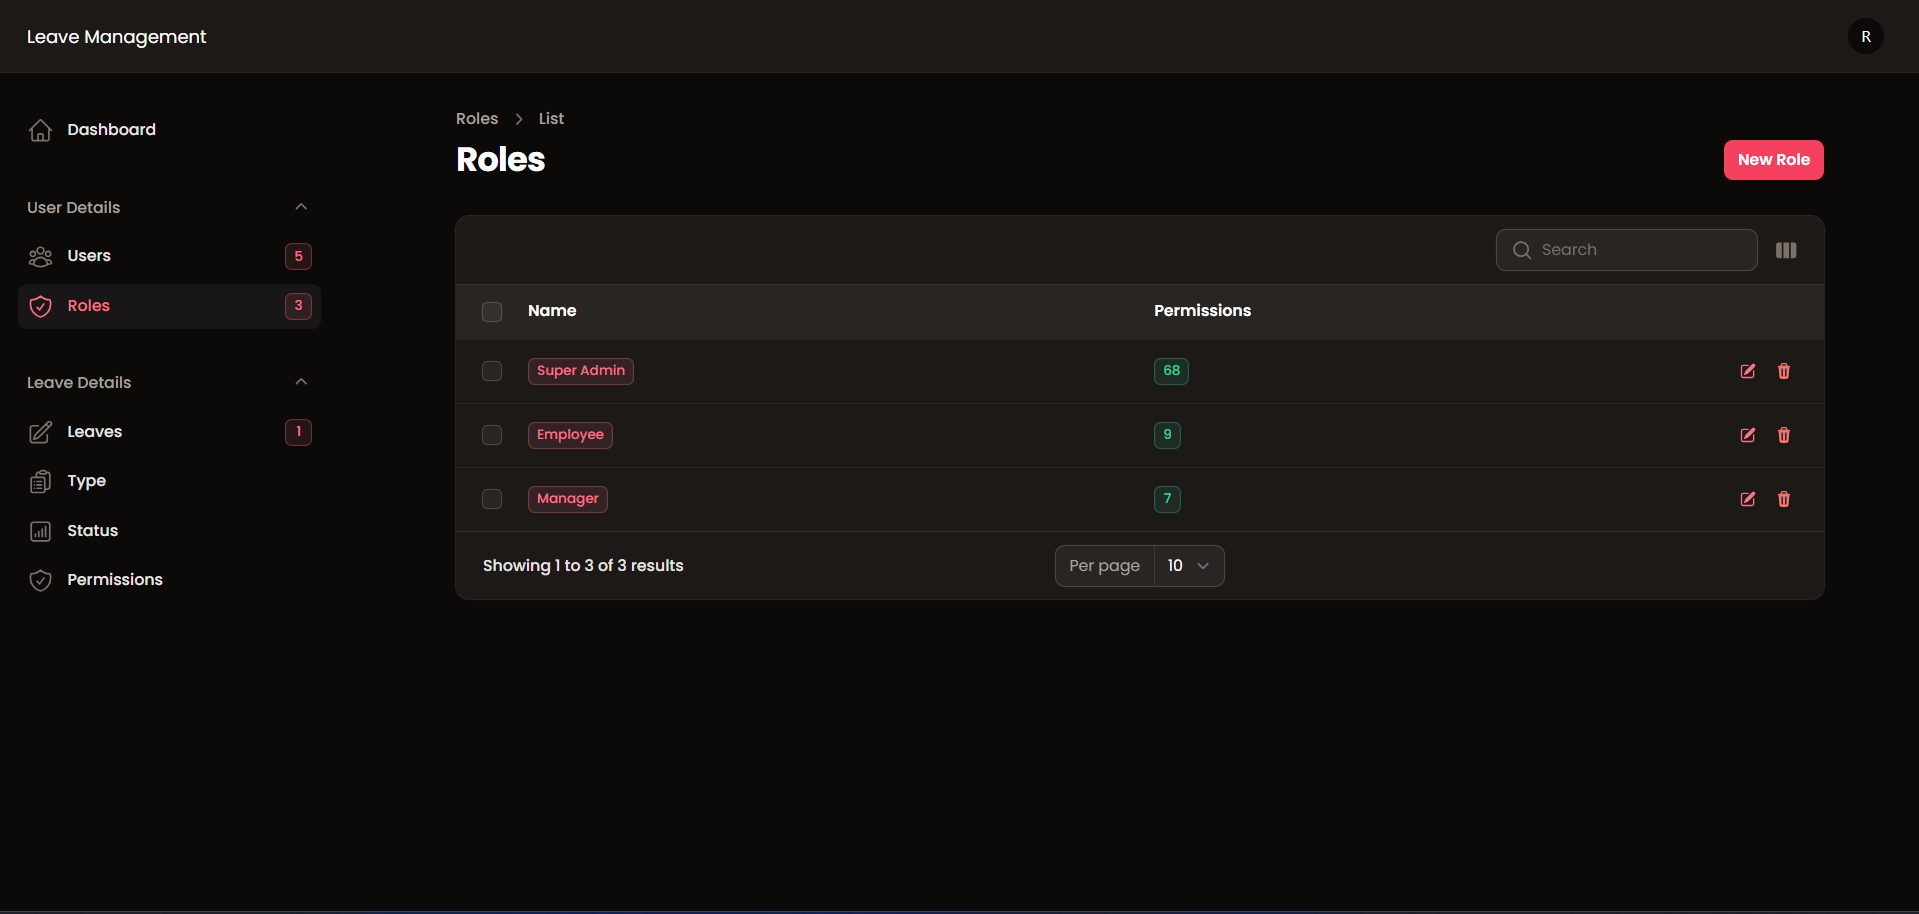 Leave Management
R
Dashboard
User Details
Users 5
Roles 3
Leave Details
Leaves 1
Type
Status
Permissions
Roles > List
Roles
New Role
Search
Name Permissions
Super Admin 68
Employee 9
Manager 7
Showing 1 to 3 of 3 results Per page 10